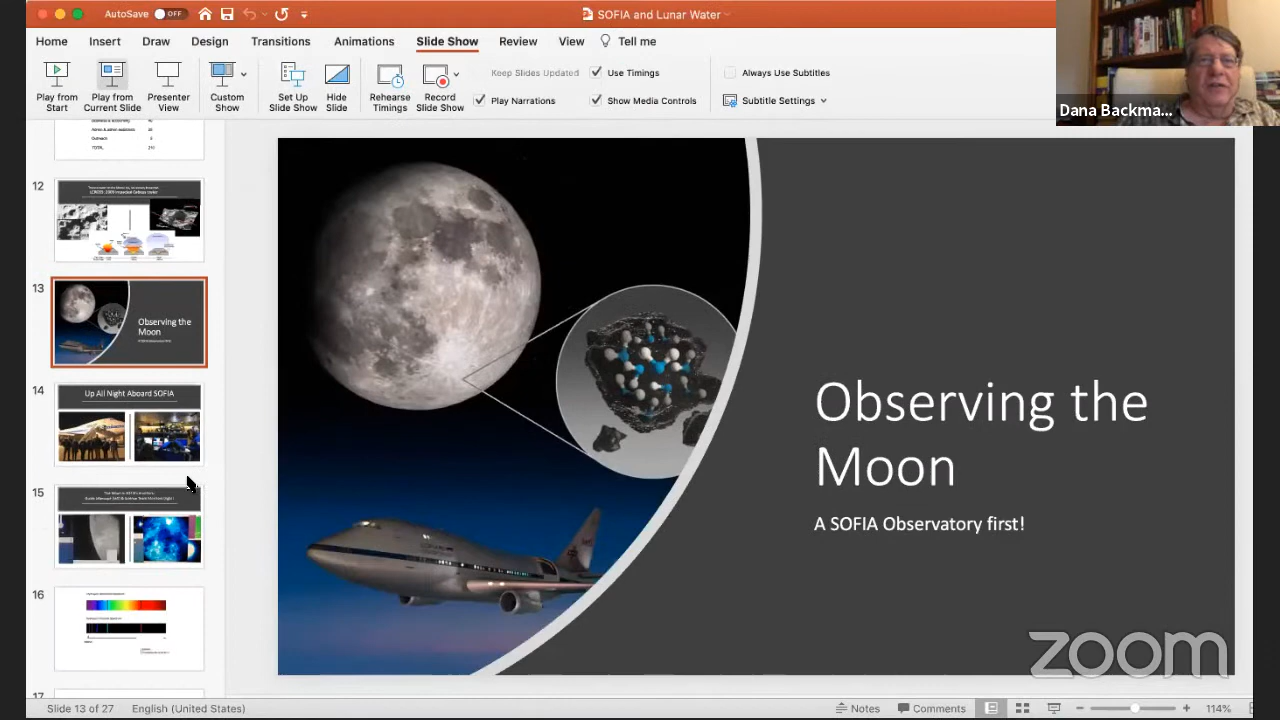 AutoSave OFF
SOFIA and Lunar Water
Home Insert Draw Design Transitions Animations Slide Show Review View Tell me
Play from Start
Play from Current Slide
Presenter View
Custom Show
Set Up Slide Show
Hide Slide
Rehearse Timings
Record Slide Show
Keep Slides Updated
Use Timings
Play Narrations
Show Media Controls
Always Use Subtitles
Subtitle Settings
Dana Backma...
Outreach
TOTAL
12
13
Observing the
Moon
14
Up All Night Aboard SOFIA
15
16
17
Observing the
Moon
A SOFIA Observatory first!
zoom
Slide 13 of 27 English (United States) Notes Comments 114%